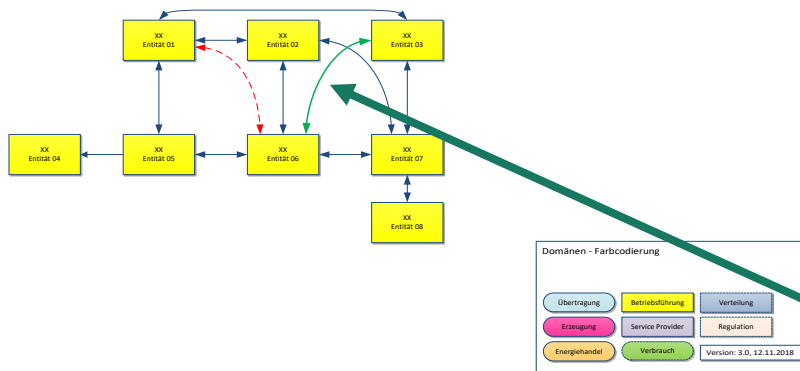 XX
Entität 01
XX
Entität 02
XX
Entität 03
XX
Entität 04
XX
Entität 05
XX
Entität 06
XX
Entität 07
XX
Entität 08
Domänen - Farbcodierung
Übertragung
Betriebsführung
Verteilung
Erzeugung
Service Provider
Regulation
Energiehandel
Verbrauch
Version: 3.0, 12.11.2018